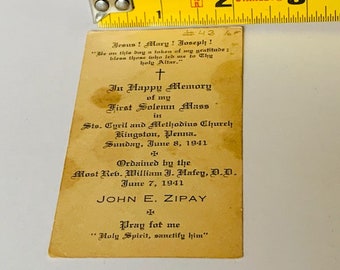 2
Jesus! Mary! Joseph!
"Be on this day a token of my gratitude;
bless those who led me to Thy
holy Altar."
In Happy Memory
of my
First Solemn Mass
in
Sts. Cyril and Methodius Church
Kingston, Penna.
Sunday, June 8, 1941
Ordained by the
Most Rev. William J. Hafey, D.D.
June 7, 1941
JOHN E. ZIPAY
Pray for me
"Holy Spirit, sanctify him"